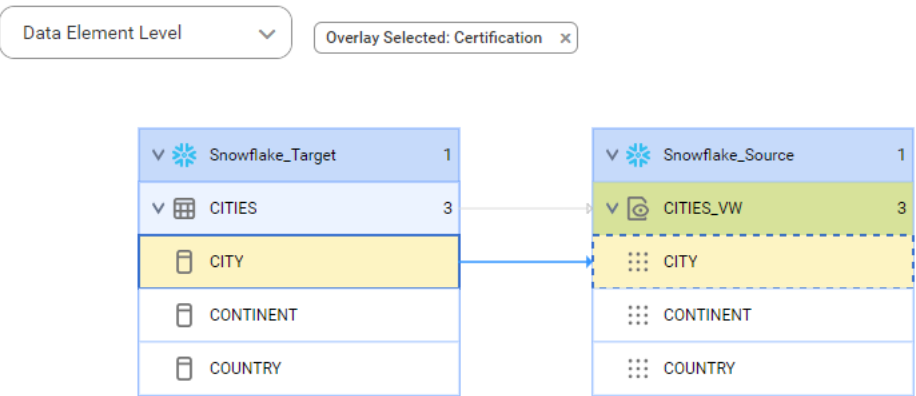 Data Element Level
Overlay Selected: Certification ×
Snowflake_Target 1
CITIES 3
CITY
CONTINENT
COUNTRY
Snowflake_Source 1
CITIES_VW 3
CITY
CONTINENT
COUNTRY